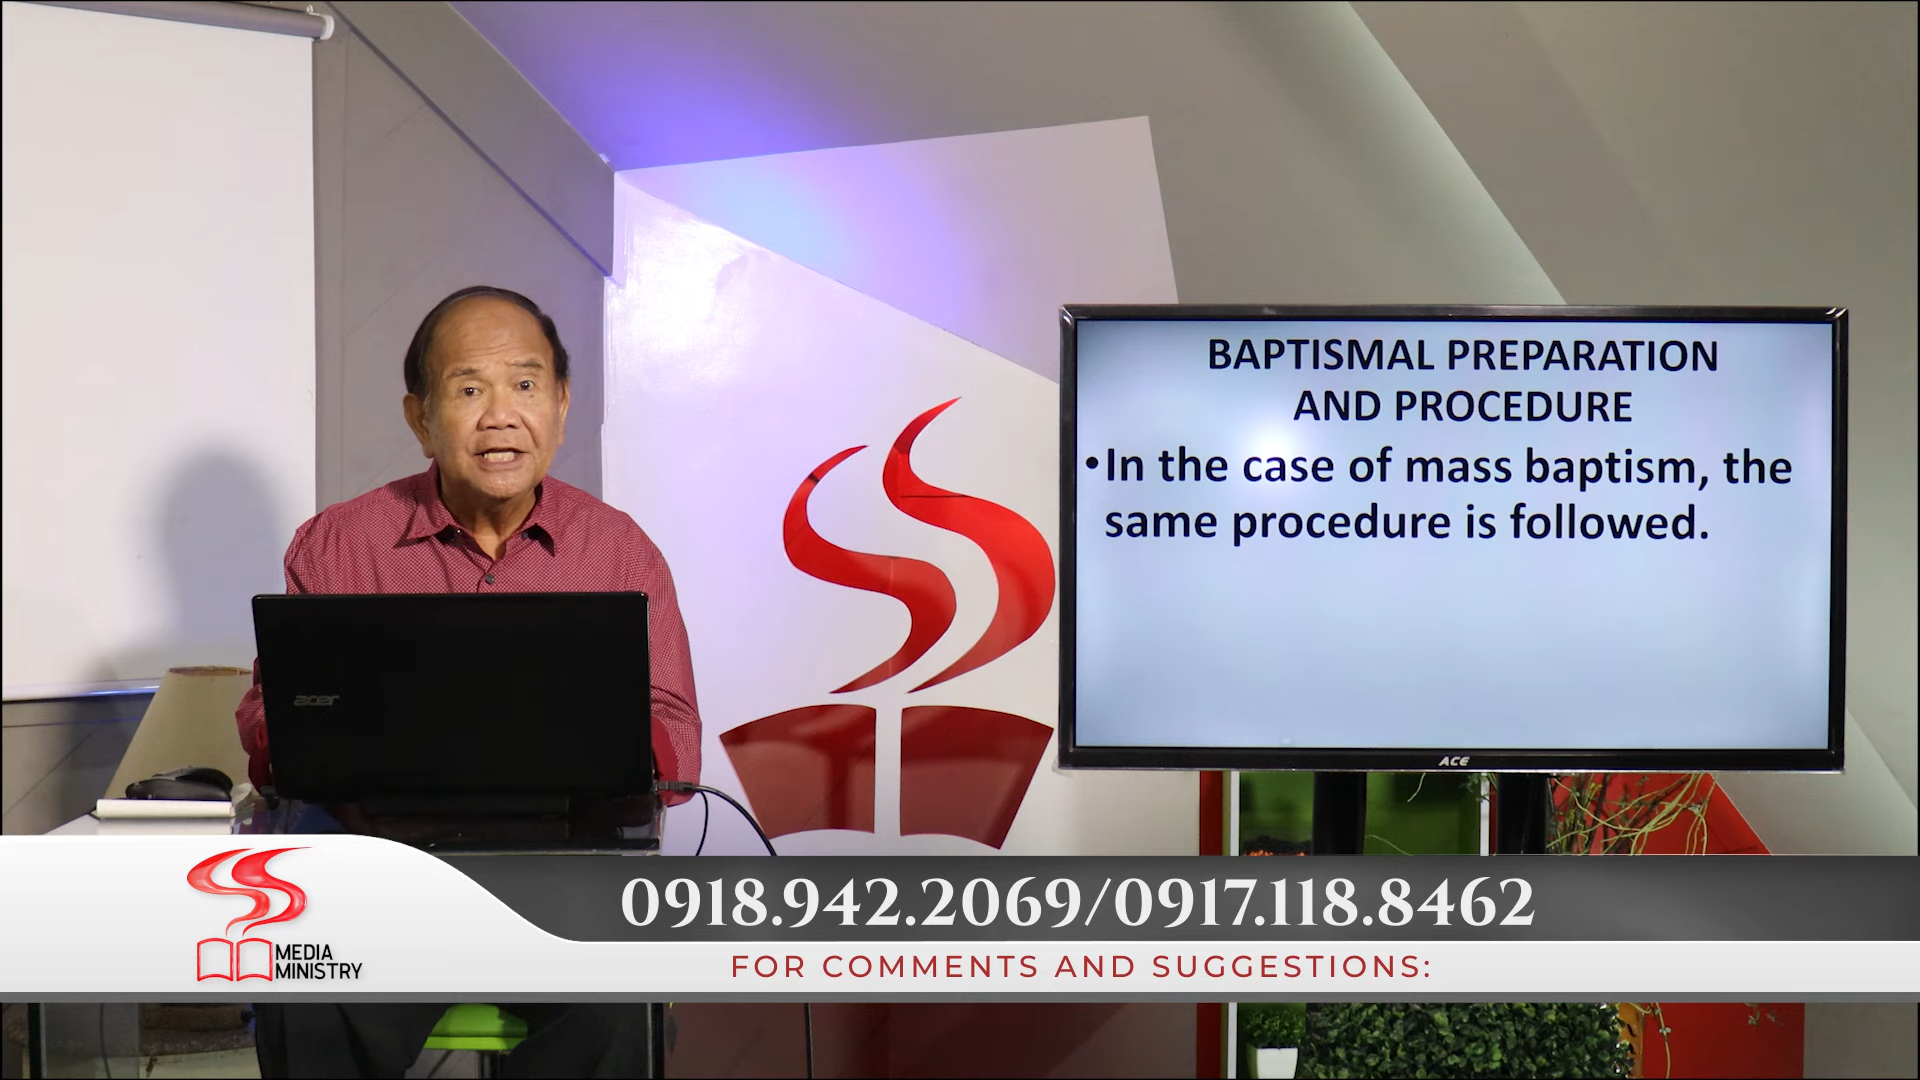 BAPTISMAL PREPARATION
AND PROCEDURE
•In the case of mass baptism, the
same procedure is followed.
ACE
acer
MEDIA
MINISTRY
0918.942.2069/0917.118.8462
FOR COMMENTS AND SUGGESTIONS: